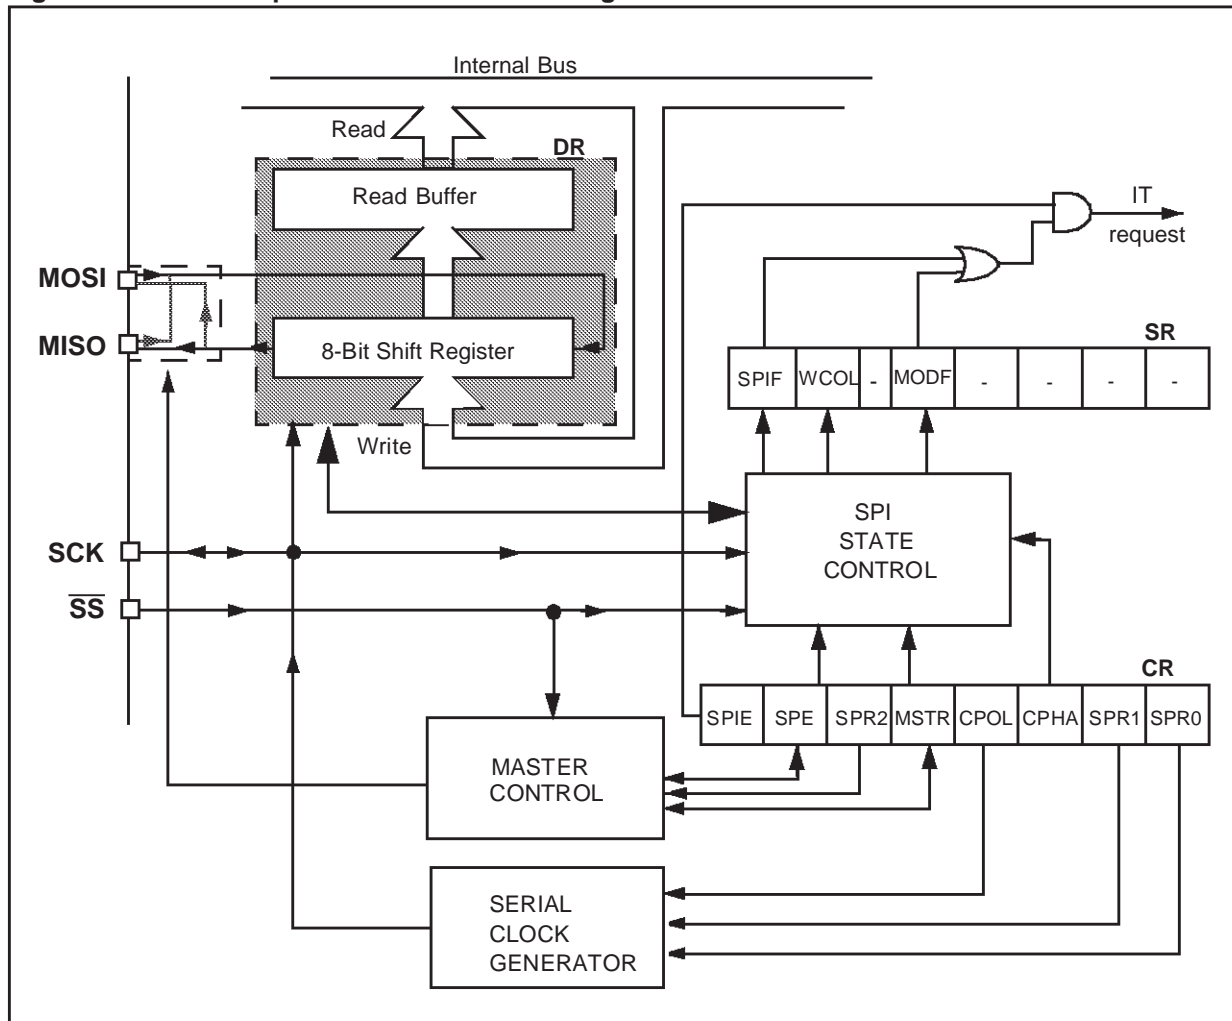 Internal Bus
Read
DR
Read Buffer
IT
request
MOSI
MISO
8-Bit Shift Register
SR
SPIF WCOL - MODF - - - -
Write
SPI
STATE
CONTROL
SCK
SS
CR
SPIE SPE SPR2 MSTR CPOL CPHA SPR1 SPR0
MASTER
CONTROL
SERIAL
CLOCK
GENERATOR